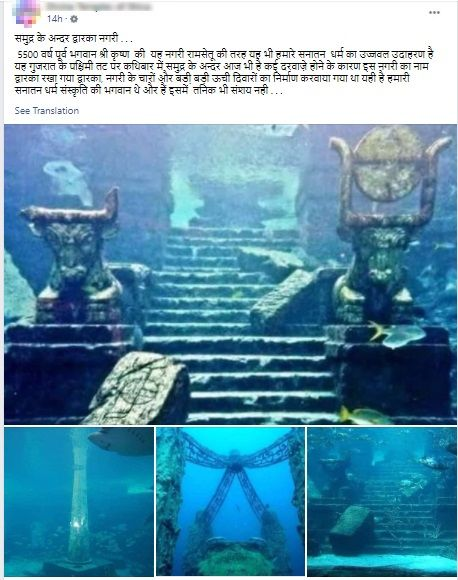 14h ·
समुद्र के अन्दर द्वारका नगरी . . .
5500 वर्ष पूर्व भगवान श्री कृष्ण की यह नगरी रामसेतू की तरह यह भी हमारे सनातन धर्म का उज्जवल उदाहरण है
यह गुजरात के पश्चिमी तट पर कथिबार में समुद्र के अन्दर आज भी है कई दरवाज़े होने के कारण इस नगरी का नाम
द्वारका रखा गया द्वारका, नगरी के चारों और बड़ी बड़ी ऊची दिवारों का निर्माण करवाया गया था यही है हमारी
सनातन धर्म संस्कृति की भगवान थे और हैं इसमें तनिक भी संशय नही . . .
See Translation